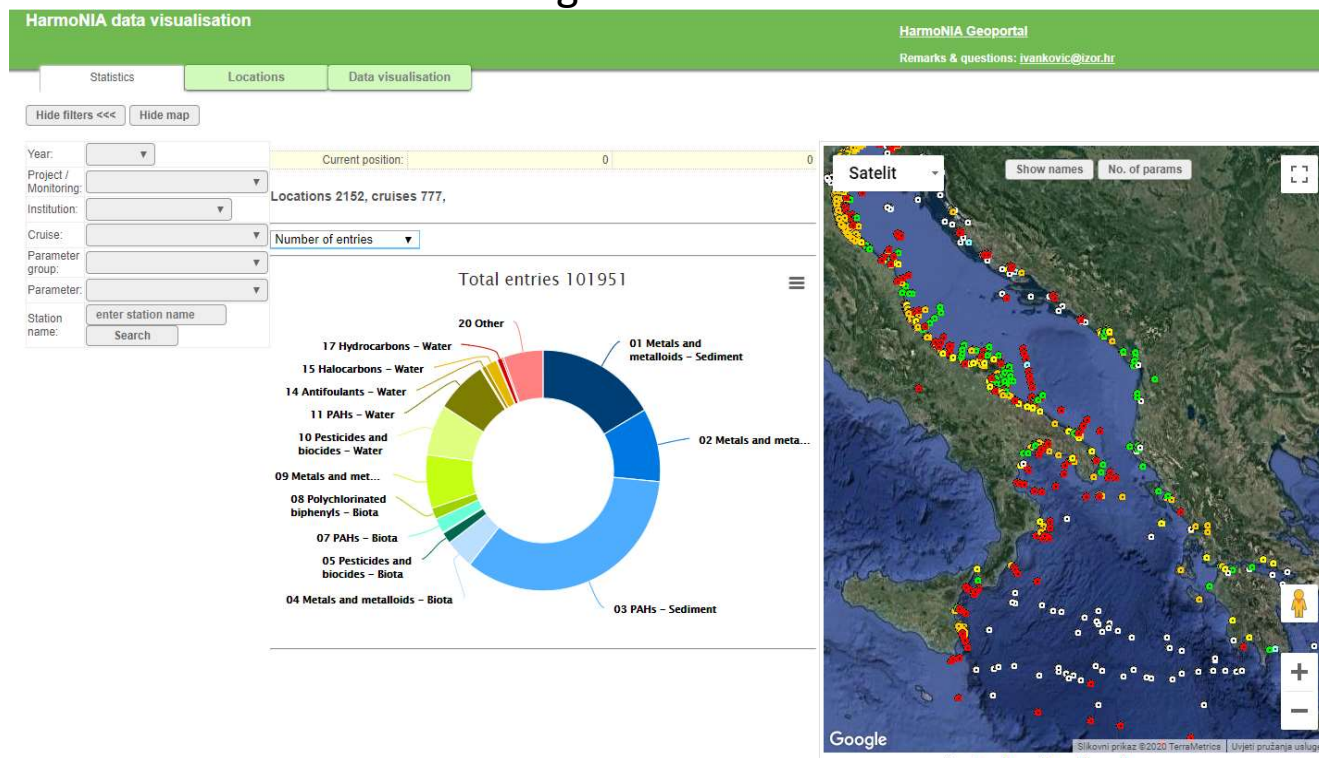 HarmoNIA data visualisation
HarmoNIA Geoportal
Remarks & questions: ivankovic@izor.hr
Statistics
Locations
Data visualisation
Hide filters <<<
Hide map
Year:
Project /
Monitoring:
Institution:
Cruise:
Parameter
group:
Parameter:
Station
name:
enter station name
Search
Current position: 0 0
Locations 2152, cruises 777,
Number of entries
Total entries 101951
20 Other
17 Hydrocarbons – Water
15 Halocarbons – Water
14 Antifoulants – Water
11 PAHs – Water
10 Pesticides and
biocides – Water
09 Metals and met...
08 Polychlorinated
biphenyls – Biota
07 PAHs – Biota
05 Pesticides and
biocides – Biota
04 Metals and metalloids – Biota
01 Metals and
metalloids – Sediment
02 Metals and meta...
03 PAHs – Sediment
Satelit
Show names
No. of params
Google
Slikovni prikaz ©2020 TerraMetrics
Uvjeti pružanja usluge